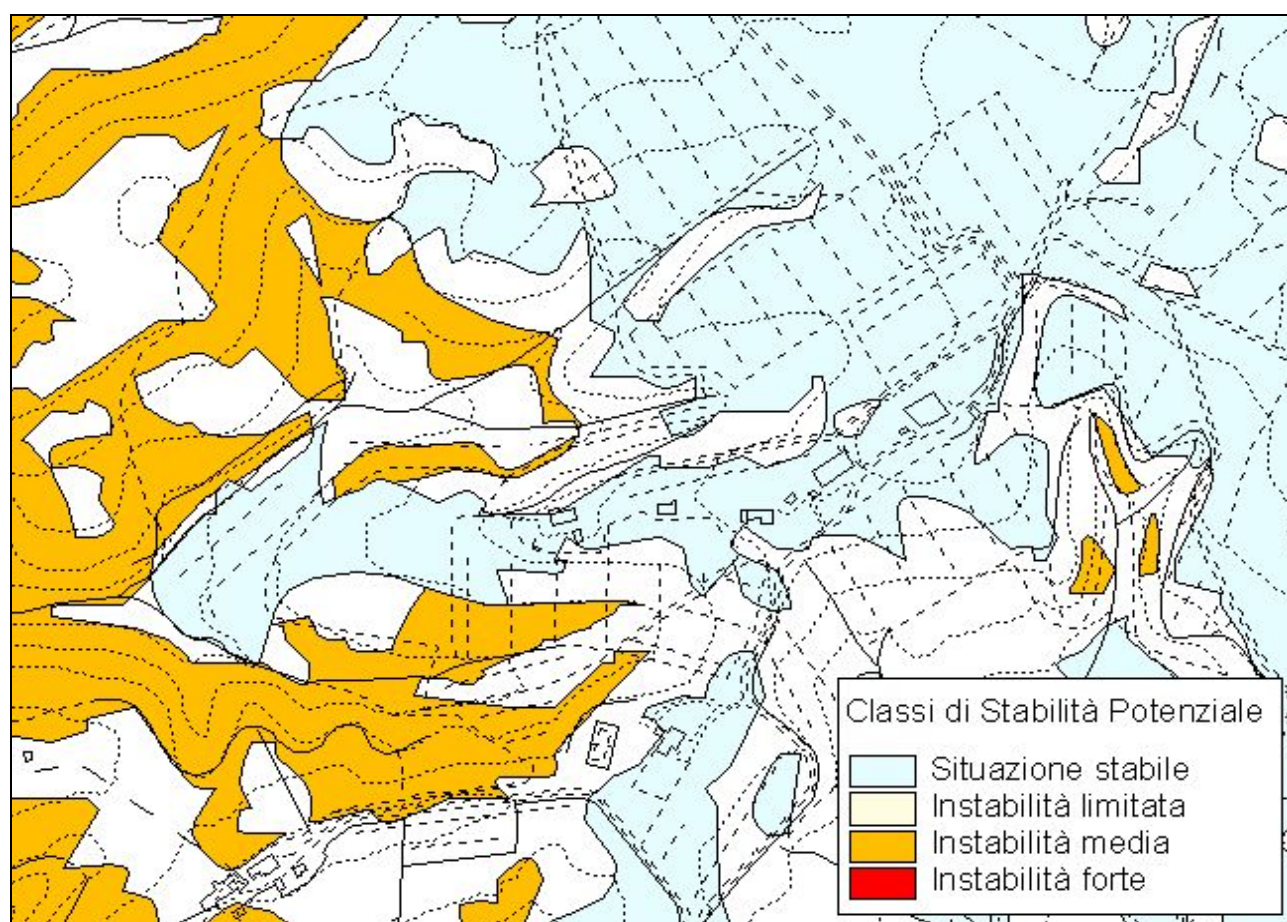 Classi di Stabilità Potenziale
Situazione stabile
Instabilità limitata
Instabilità media
Instabilità forte